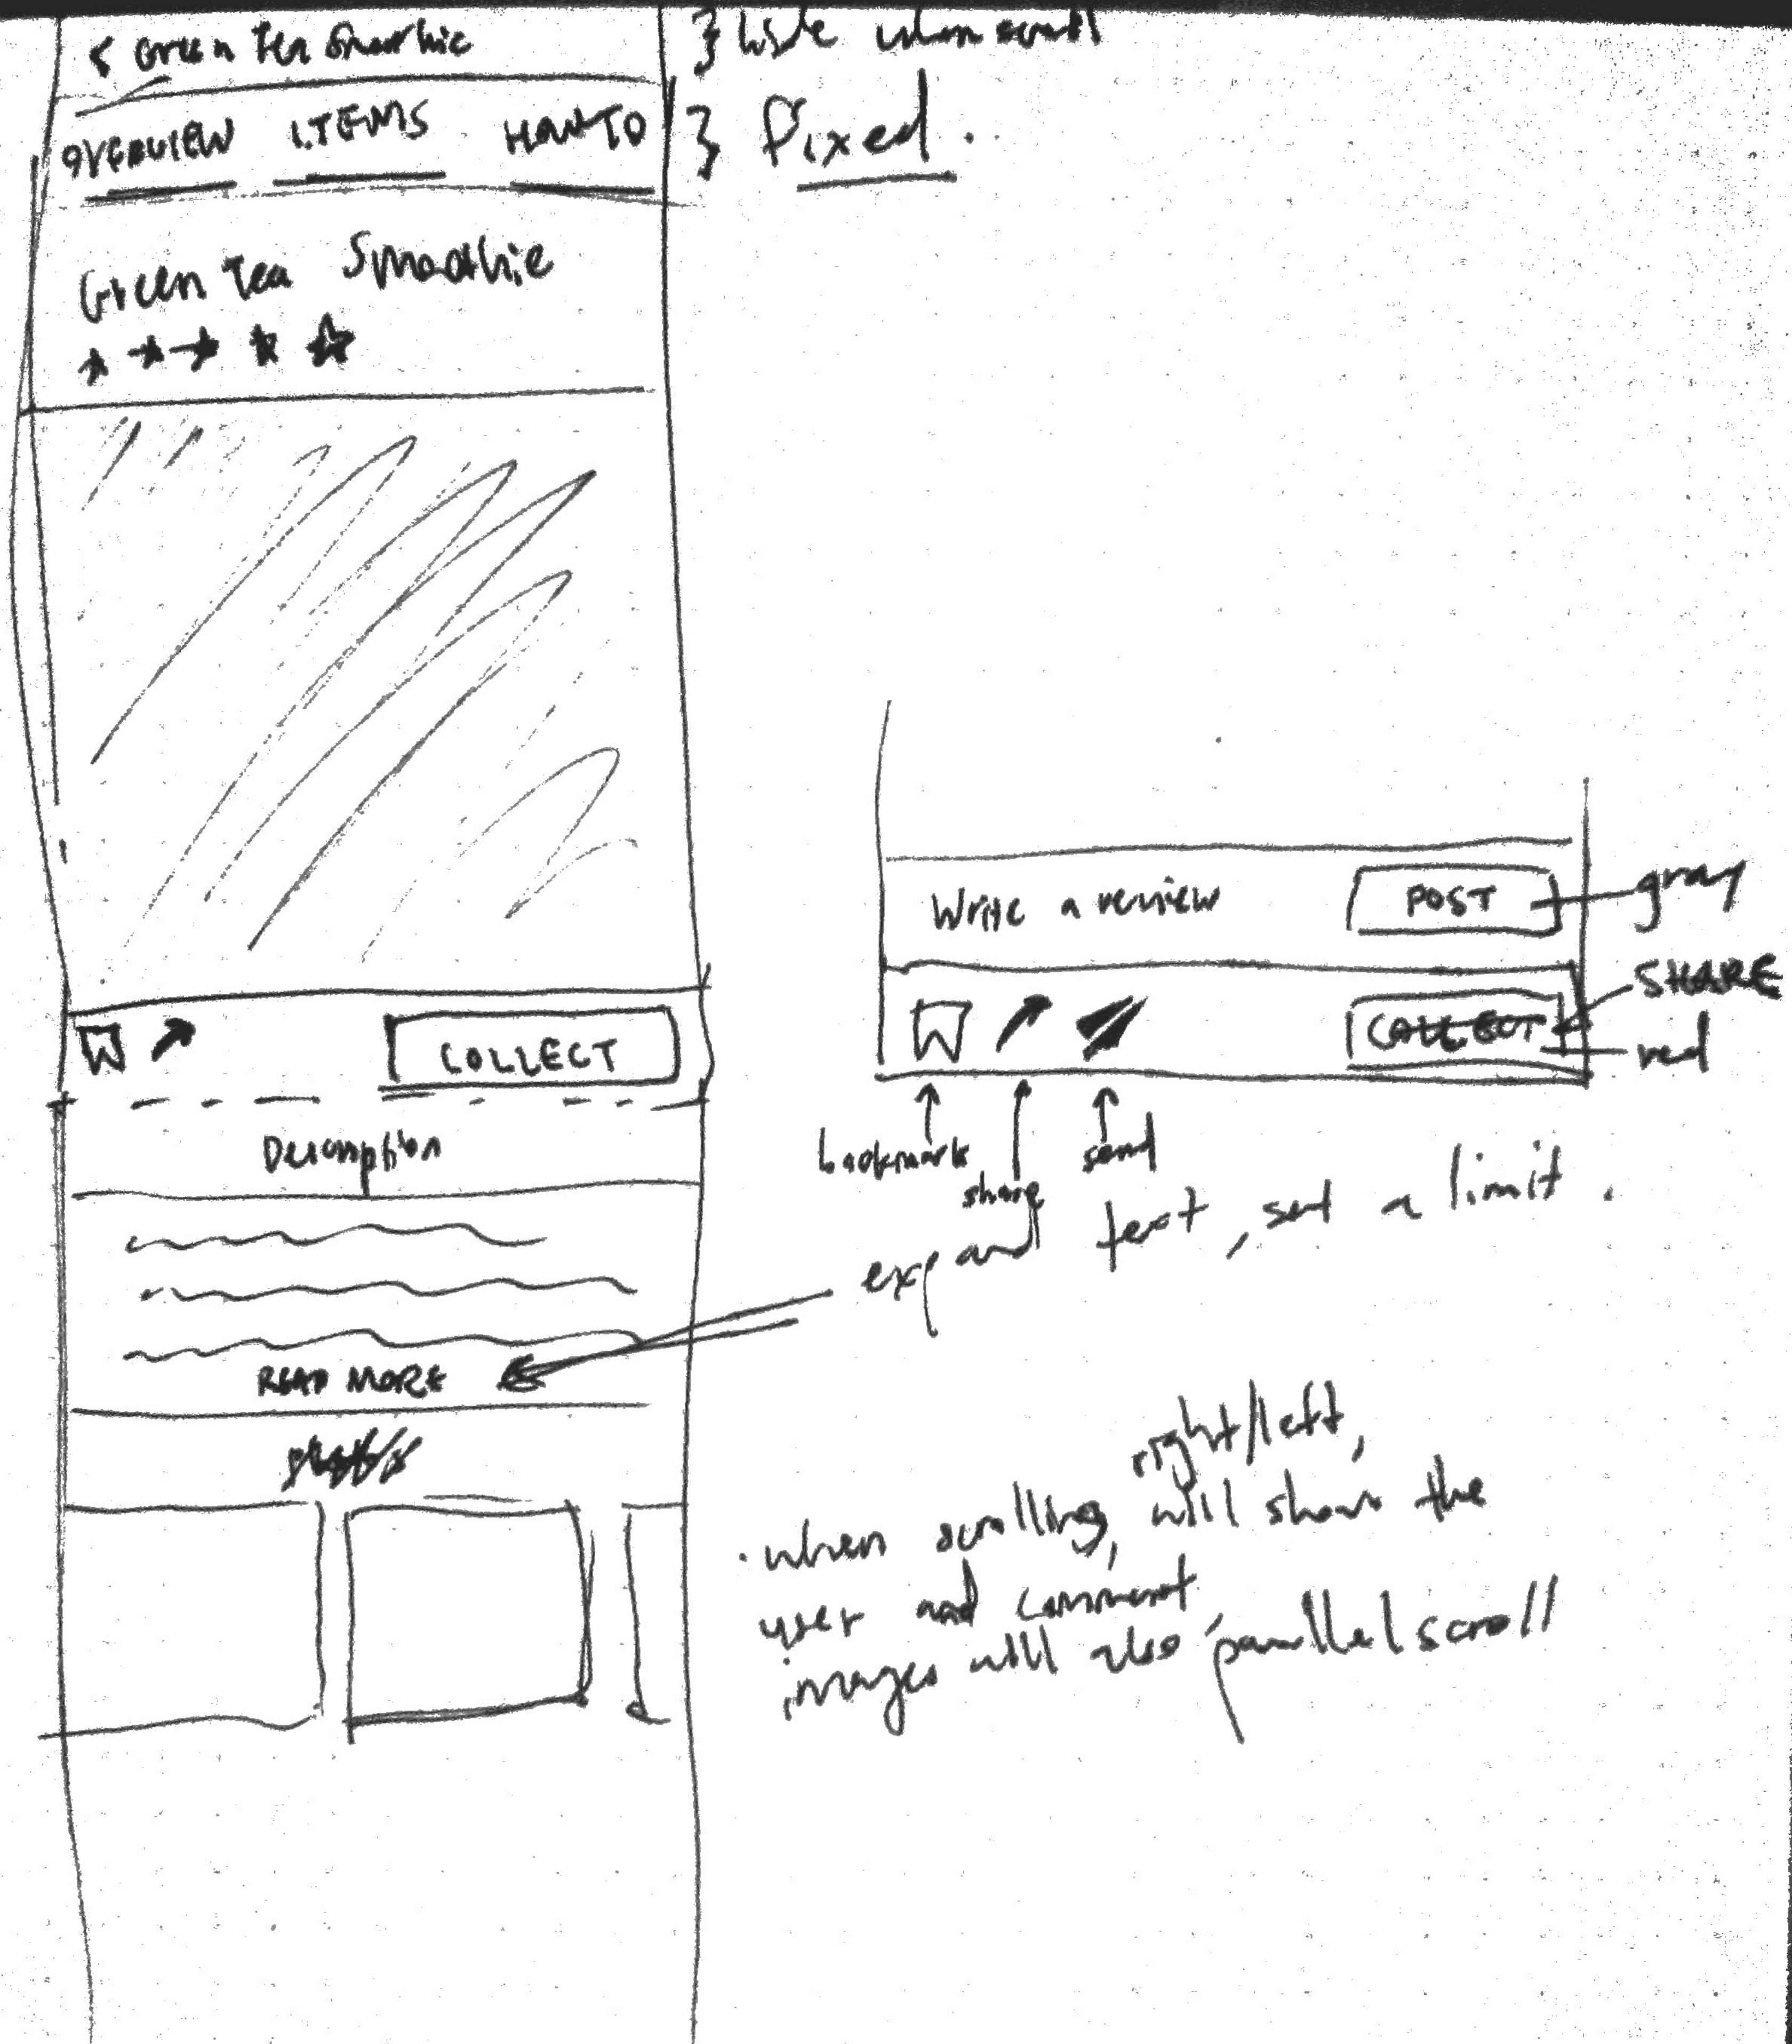 < Green Tea Smoothie
} hide when scroll
OVERVIEW ITEMS HOW TO
} fixed.
Green Tea Smoothie
Write a review POST
gray
COLLECT
COLLECT
SHARE
red
bookmark
share
send
Description
expand text, set a limit.
READ MORE
right/left,
. when scrolling, will show the
user and comment,
images will also parallel scroll